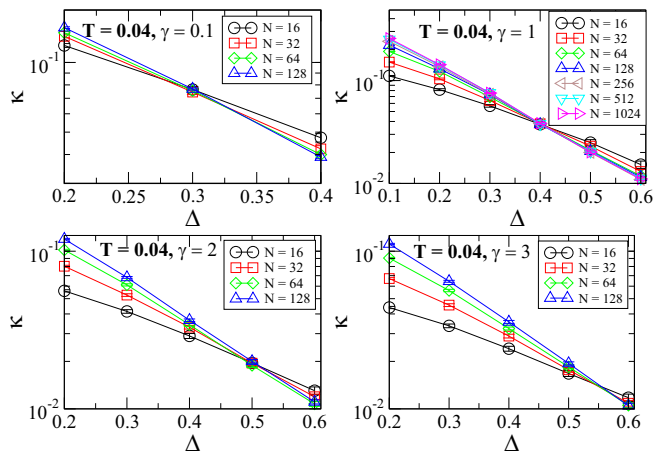 T = 0.04, γ = 0.1
N = 16
N = 32
N = 64
N = 128
10⁻¹
κ
0.2 0.25 0.3 0.35 0.4
Δ
T = 0.04, γ = 1
N = 16
N = 32
N = 64
N = 128
N = 256
N = 512
N = 1024
10⁻¹
10⁻²
κ
0.1 0.2 0.3 0.4 0.5 0.6
Δ
T = 0.04, γ = 2
N = 16
N = 32
N = 64
N = 128
10⁻¹
10⁻²
κ
0.2 0.3 0.4 0.5 0.6
Δ
T = 0.04, γ = 3
N = 16
N = 32
N = 64
N = 128
10⁻¹
10⁻²
κ
0.2 0.3 0.4 0.5 0.6
Δ